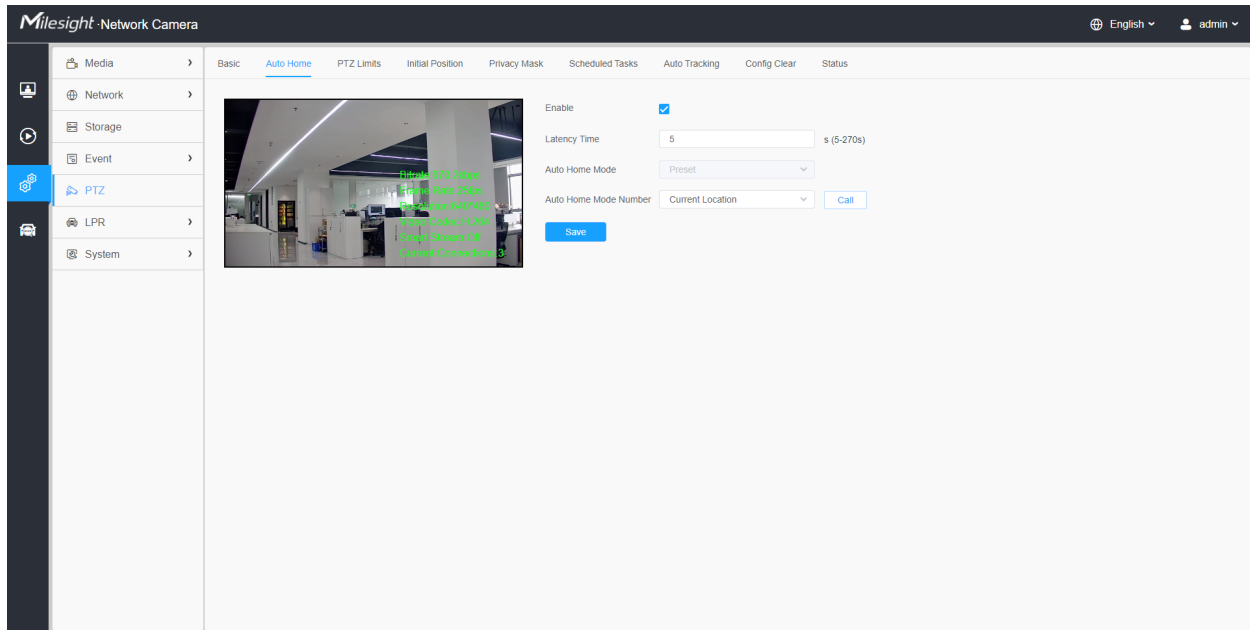 Milesight ·Network Camera
English
admin
Media
Network
Storage
Event
PTZ
LPR
System
Basic Auto Home PTZ Limits Initial Position Privacy Mask Scheduled Tasks Auto Tracking Config Clear Status
Enable
Latency Time 5 s (5-270s)
Auto Home Mode Preset
Auto Home Mode Number Current Location Call
Save